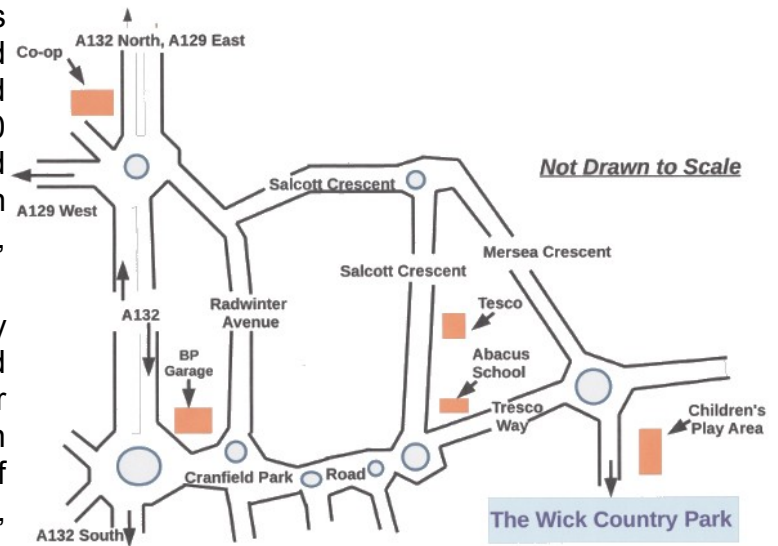 A132 North, A129 East
Co-op
Salcott Crescent
Not Drawn to Scale
A129 West
Mersea Crescent
Salcott Crescent
Radwinter
Avenue
Tesco
A132
BP
Garage
Abacus
School
Tresco
Way
Children's
Play Area
Cranfield Park
Road
The Wick Country Park
A132 South